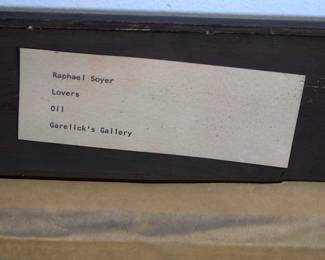 Raphael Soyer
Lovers
Oil
Garelick's Gallery